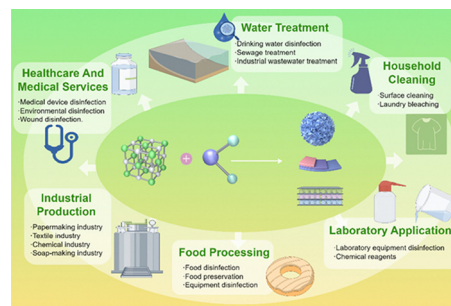 Water Treatment
·Drinking water disinfection
·Sewage treatment
·Industrial wastewater treatment
Healthcare And
Medical Services
·Medical device disinfection
·Environmental disinfection
·Wound disinfection.
Household
Cleaning
·Surface cleaning
·Laundry bleaching
+
Industrial
Production
·Papermaking industry
·Textile industry
·Chemical industry
·Soap-making industry
Food Processing
·Food disinfection
·Food preservation
·Equipment disinfection
Laboratory Application
·Laboratory equipment disinfection
·Chemical reagents